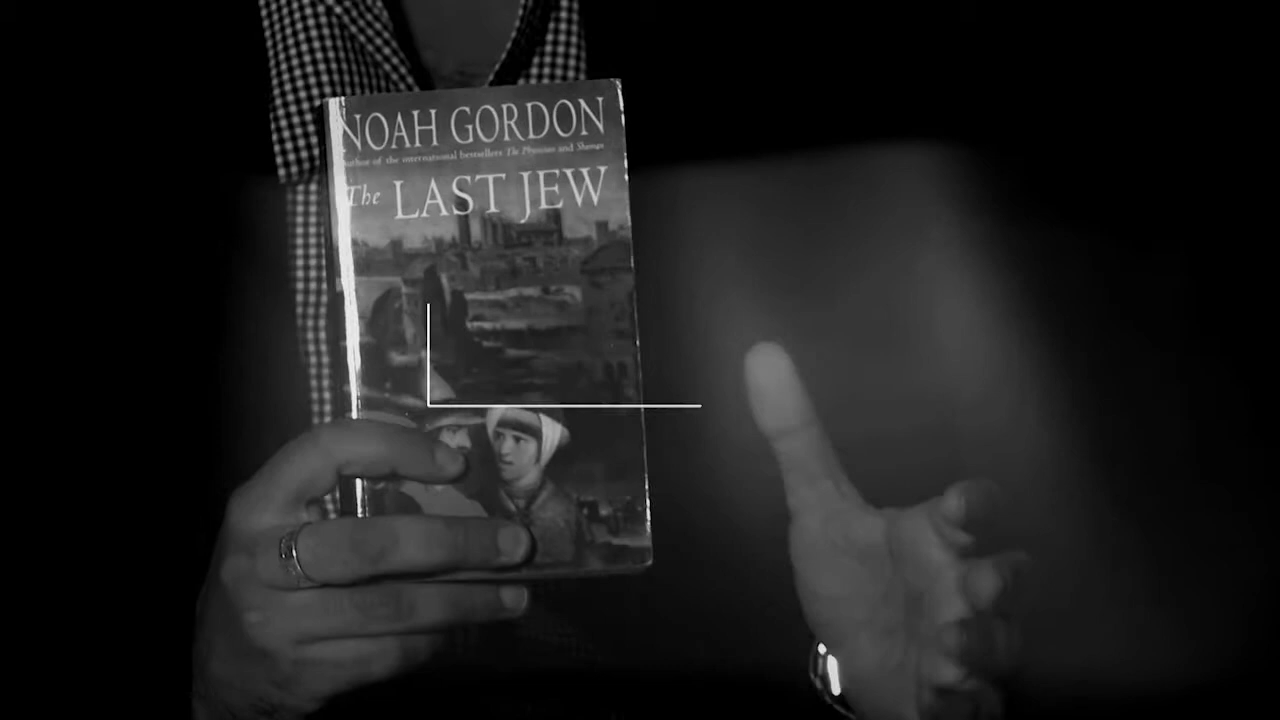 NOAH GORDON
author of the international bestsellers The Physician and Shaman
The LAST JEW